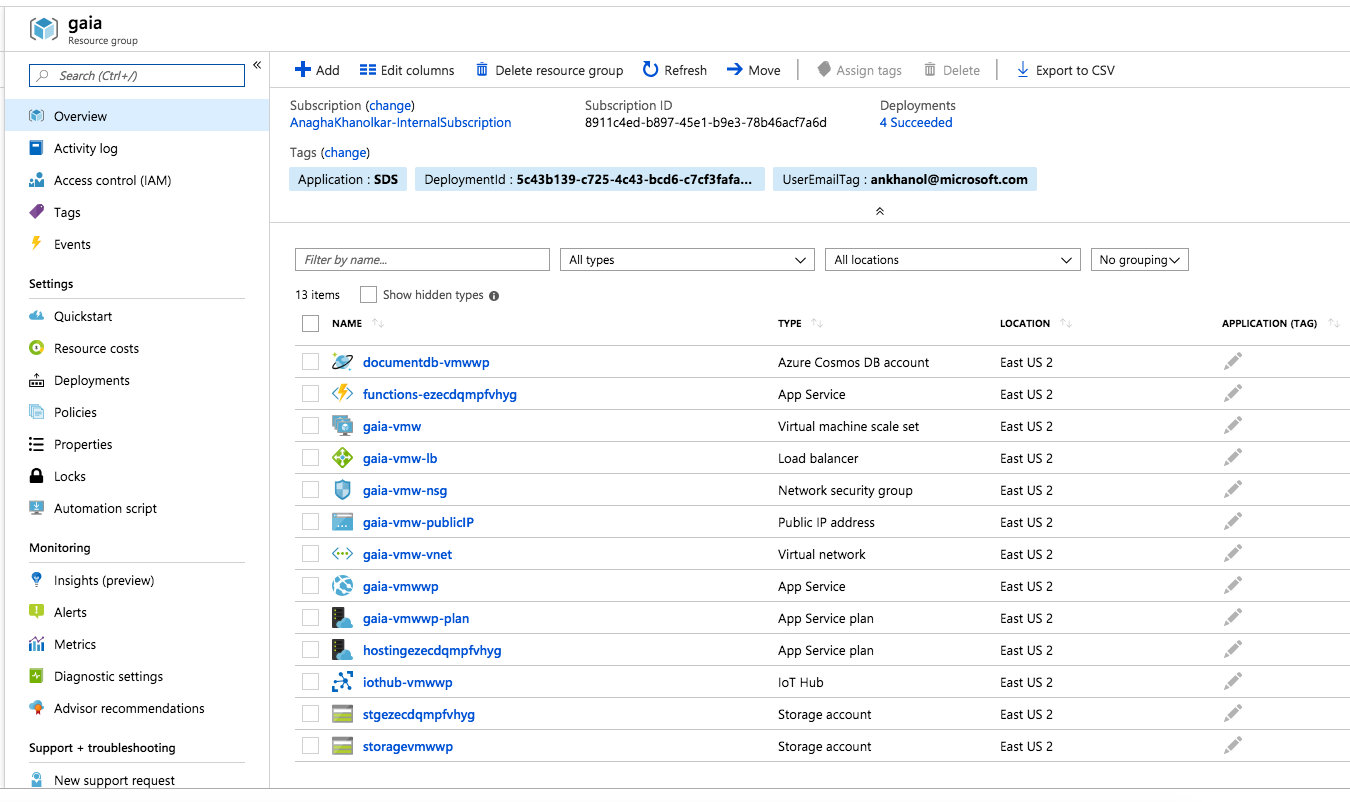 gaia
Resource group
Search (Ctrl+/)
«
Overview
Activity log
Access control (IAM)
Tags
Events
Settings
Quickstart
Resource costs
Deployments
Policies
Properties
Locks
Automation script
Monitoring
Insights (preview)
Alerts
Metrics
Diagnostic settings
Advisor recommendations
Support + troubleshooting
New support request
Add Edit columns Delete resource group Refresh Move Assign tags Delete Export to CSV
Subscription (change) Subscription ID Deployments
AnaghaKhanolkar-InternalSubscription 8911c4ed-b897-45e1-b9e3-78b46acf7a6d 4 Succeeded
Tags (change)
Application : SDS DeploymentId : 5c43b139-c725-4c43-bcd6-c7cf3fafa... UserEmailTag : ankhanol@microsoft.com
Filter by name... All types All locations No grouping
13 items Show hidden types
NAME TYPE LOCATION APPLICATION (TAG)
documentdb-vmwwp Azure Cosmos DB account East US 2
functions-ezecdqmpfvhyg App Service East US 2
gaia-vmw Virtual machine scale set East US 2
gaia-vmw-lb Load balancer East US 2
gaia-vmw-nsg Network security group East US 2
gaia-vmw-publicIP Public IP address East US 2
gaia-vmw-vnet Virtual network East US 2
gaia-vmwwp App Service East US 2
gaia-vmwwp-plan App Service plan East US 2
hostingezecdqmpfvhyg App Service plan East US 2
iothub-vmwwp IoT Hub East US 2
stgezecdqmpfvhyg Storage account East US 2
storagevmwwp Storage account East US 2